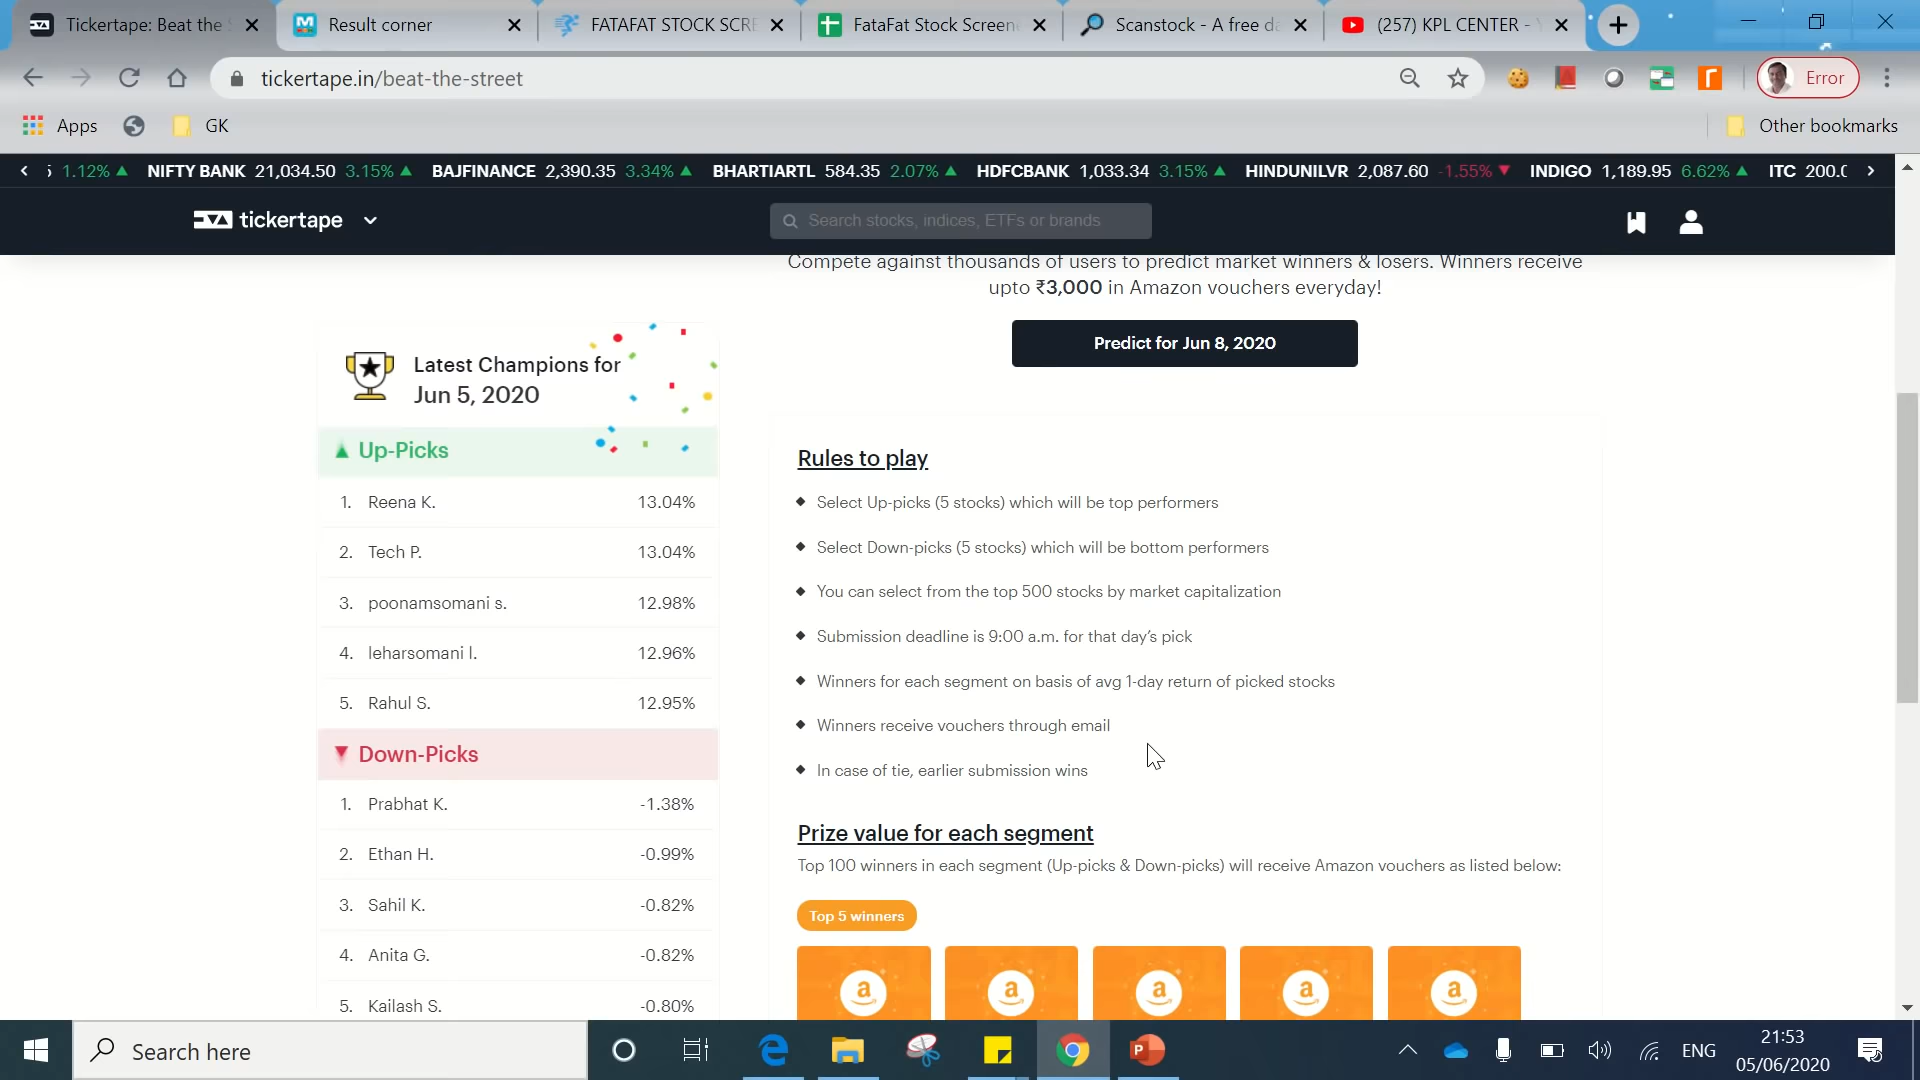 Tickertape: Beat the
Result corner
FATAFAT STOCK SCRE
FataFat Stock Screen
Scanstock - A free da
(257) KPL CENTER -
tickertape.in/beat-the-street
Error
Apps
GK
Other bookmarks
1.12% ▲ NIFTY BANK 21,034.50 3.15% ▲ BAJFINANCE 2,390.35 3.34% ▲ BHARTIARTL 584.35 2.07% ▲ HDFCBANK 1,033.34 3.15% ▲ HINDUNILVR 2,087.60 -1.55% ▼ INDIGO 1,189.95 6.62% ▲ ITC 200.0
tickertape
Search stocks, indices, ETFs or brands
Compete against thousands of users to predict market winners & losers. Winners receive
upto ₹3,000 in Amazon vouchers everyday!
Predict for Jun 8, 2020
Latest Champions for
Jun 5, 2020
▲ Up-Picks
1. Reena K. 13.04%
2. Tech P. 13.04%
3. poonamsomani s. 12.98%
4. leharsomani l. 12.96%
5. Rahul S. 12.95%
▼ Down-Picks
1. Prabhat K. -1.38%
2. Ethan H. -0.99%
3. Sahil K. -0.82%
4. Anita G. -0.82%
5. Kailash S. -0.80%
Rules to play
◆ Select Up-picks (5 stocks) which will be top performers
◆ Select Down-picks (5 stocks) which will be bottom performers
◆ You can select from the top 500 stocks by market capitalization
◆ Submission deadline is 9:00 a.m. for that day's pick
◆ Winners for each segment on basis of avg 1-day return of picked stocks
◆ Winners receive vouchers through email
◆ In case of tie, earlier submission wins
Prize value for each segment
Top 100 winners in each segment (Up-picks & Down-picks) will receive Amazon vouchers as listed below:
Top 5 winners
a a a a a
Search here
ENG
21:53
05/06/2020